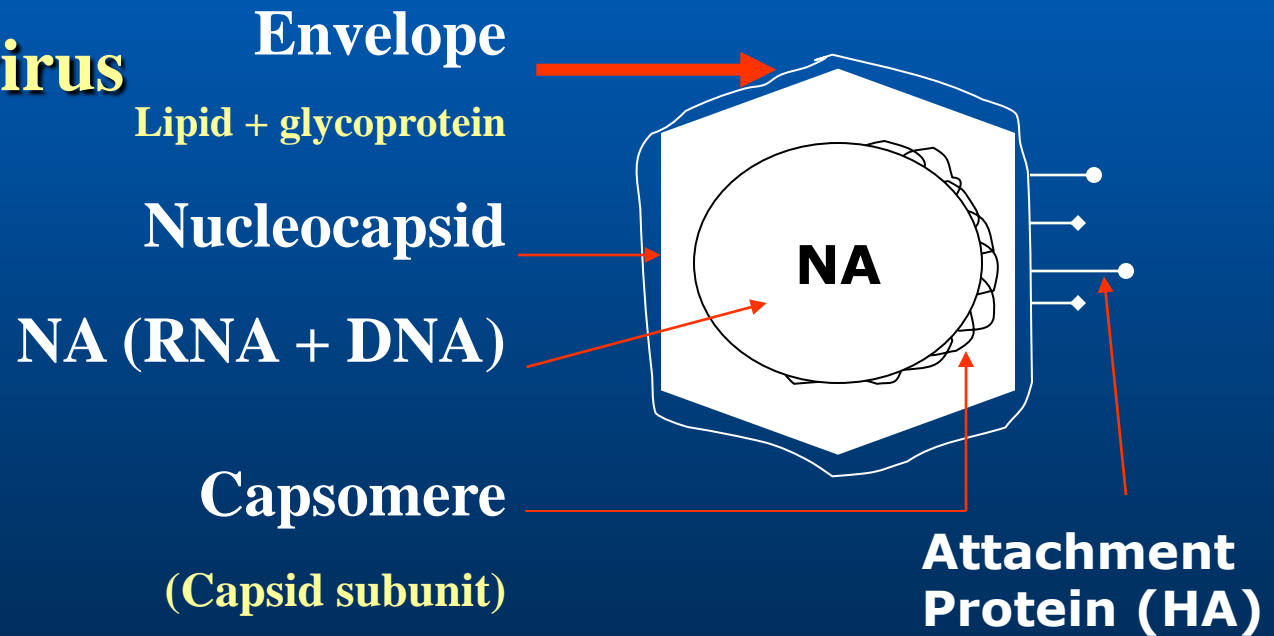 irus
Envelope
Lipid + glycoprotein
Nucleocapsid
NA (RNA + DNA)
Capsomere
(Capsid subunit)
NA
Attachment
Protein (HA)